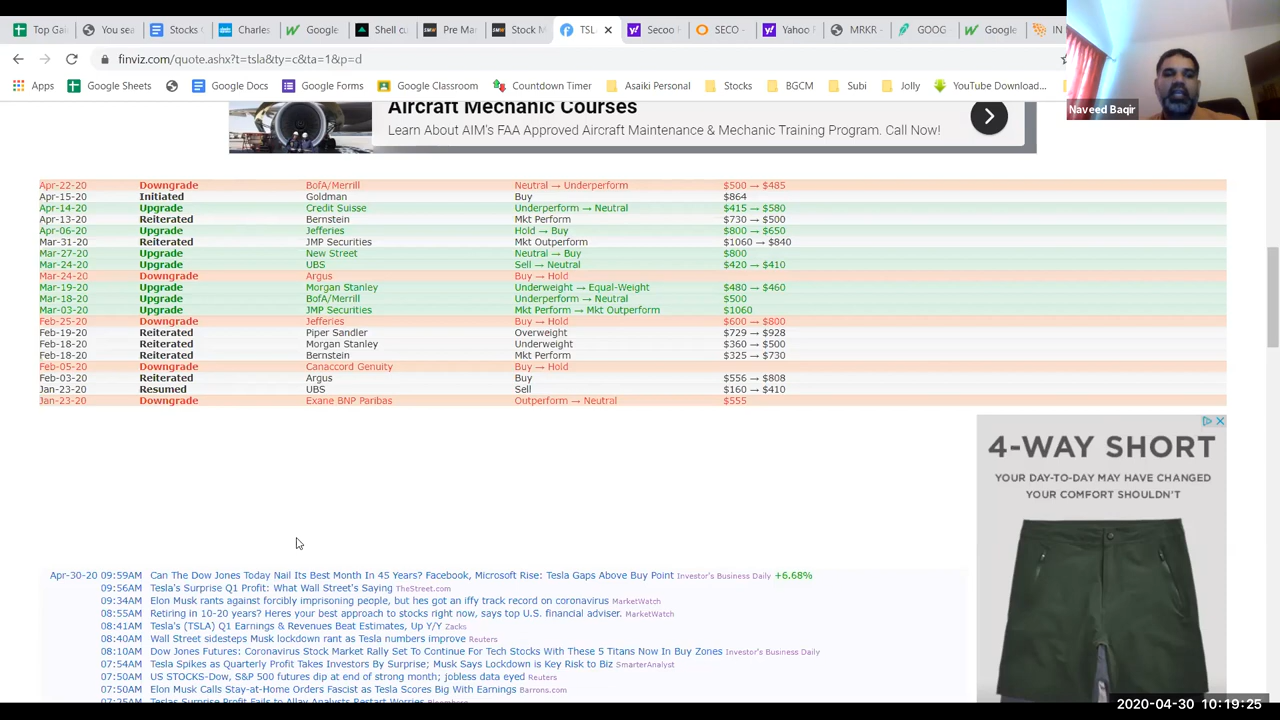 Top Gai
You sea
Stocks
Charles
Google
Shell cu
Pre Ma
Stock M
TSL
Secoo H
SECO -
Yahoo F
MRKR -
GOOG
Google
IN
finviz.com/quote.ashx?t=tsla&ty=c&ta=1&p=d
Apps Google Sheets Google Docs Google Forms Google Classroom Countdown Timer Asaiki Personal Stocks BGCM Subi Jolly YouTube Download...
Naveed Baqir
Aircraft Mechanic Courses
Learn About AIM's FAA Approved Aircraft Maintenance & Mechanic Training Program. Call Now!
Apr-22-20 Downgrade BofA/Merrill Neutral → Underperform $500 → $485
Apr-15-20 Initiated Goldman Buy $864
Apr-14-20 Upgrade Credit Suisse Underperform → Neutral $415 → $580
Apr-13-20 Reiterated Bernstein Mkt Perform $730 → $500
Apr-06-20 Upgrade Jefferies Hold → Buy $800 → $650
Mar-31-20 Reiterated JMP Securities Mkt Outperform $1060 → $840
Mar-27-20 Upgrade New Street Neutral → Buy $800
Mar-24-20 Upgrade UBS Sell → Neutral $420 → $410
Mar-24-20 Downgrade Argus Buy → Hold
Mar-19-20 Upgrade Morgan Stanley Underweight → Equal-Weight $480 → $460
Mar-18-20 Upgrade BofA/Merrill Underperform → Neutral $500
Mar-03-20 Upgrade JMP Securities Mkt Perform → Mkt Outperform $1060
Feb-25-20 Downgrade Jefferies Buy → Hold $600 → $800
Feb-19-20 Reiterated Piper Sandler Overweight $729 → $928
Feb-18-20 Reiterated Morgan Stanley Underweight $360 → $500
Feb-18-20 Reiterated Bernstein Mkt Perform $325 → $730
Feb-05-20 Downgrade Canaccord Genuity Buy → Hold
Feb-03-20 Reiterated Argus Buy $556 → $808
Jan-23-20 Resumed UBS Sell $160 → $410
Jan-23-20 Downgrade Exane BNP Paribas Outperform → Neutral $555
4-WAY SHORT
YOUR DAY-TO-DAY MAY HAVE CHANGED
YOUR COMFORT SHOULDN'T
Apr-30-20 09:59AM Can The Dow Jones Today Nail Its Best Month In 45 Years? Facebook, Microsoft Rise: Tesla Gaps Above Buy Point Investor's Business Daily +6.68%
09:56AM Tesla's Surprise Q1 Profit: What Wall Street's Saying TheStreet.com
09:34AM Elon Musk rants against forcibly imprisoning people, but hes got an iffy track record on coronavirus MarketWatch
08:55AM Retiring in 10-20 years? Heres your best approach to stocks right now, says top U.S. financial adviser. MarketWatch
08:41AM Tesla's (TSLA) Q1 Earnings & Revenues Beat Estimates, Up Y/Y Zacks
08:40AM Wall Street sidesteps Musk lockdown rant as Tesla numbers improve Reuters
08:10AM Dow Jones Futures: Coronavirus Stock Market Rally Set To Continue For Tech Stocks With These 5 Titans Now In Buy Zones Investor's Business Daily
07:54AM Tesla Spikes as Quarterly Profit Takes Investors By Surprise; Musk Says Lockdown is Key Risk to Biz SmarterAnalyst
07:50AM US STOCKS-Dow, S&P 500 futures dip at end of strong month; jobless data eyed Reuters
07:50AM Elon Musk Calls Stay-at-Home Orders Fascist as Tesla Scores Big With Earnings Barrons.com
07:25AM Teslas Surprise Profit Fails to Allay Analysts Restart Worries Bloomberg
2020-04-30 10:19:25